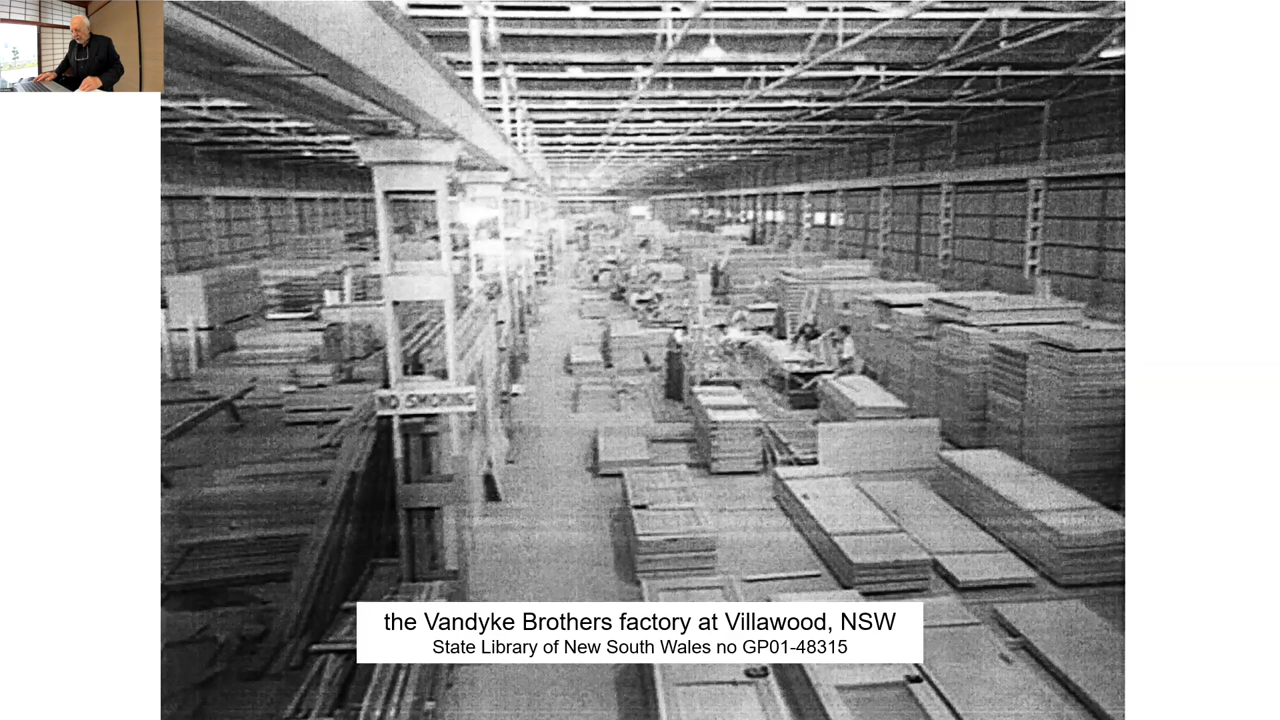 NO SMOKING
the Vandyke Brothers factory at Villawood, NSW
State Library of New South Wales no GP01-48315